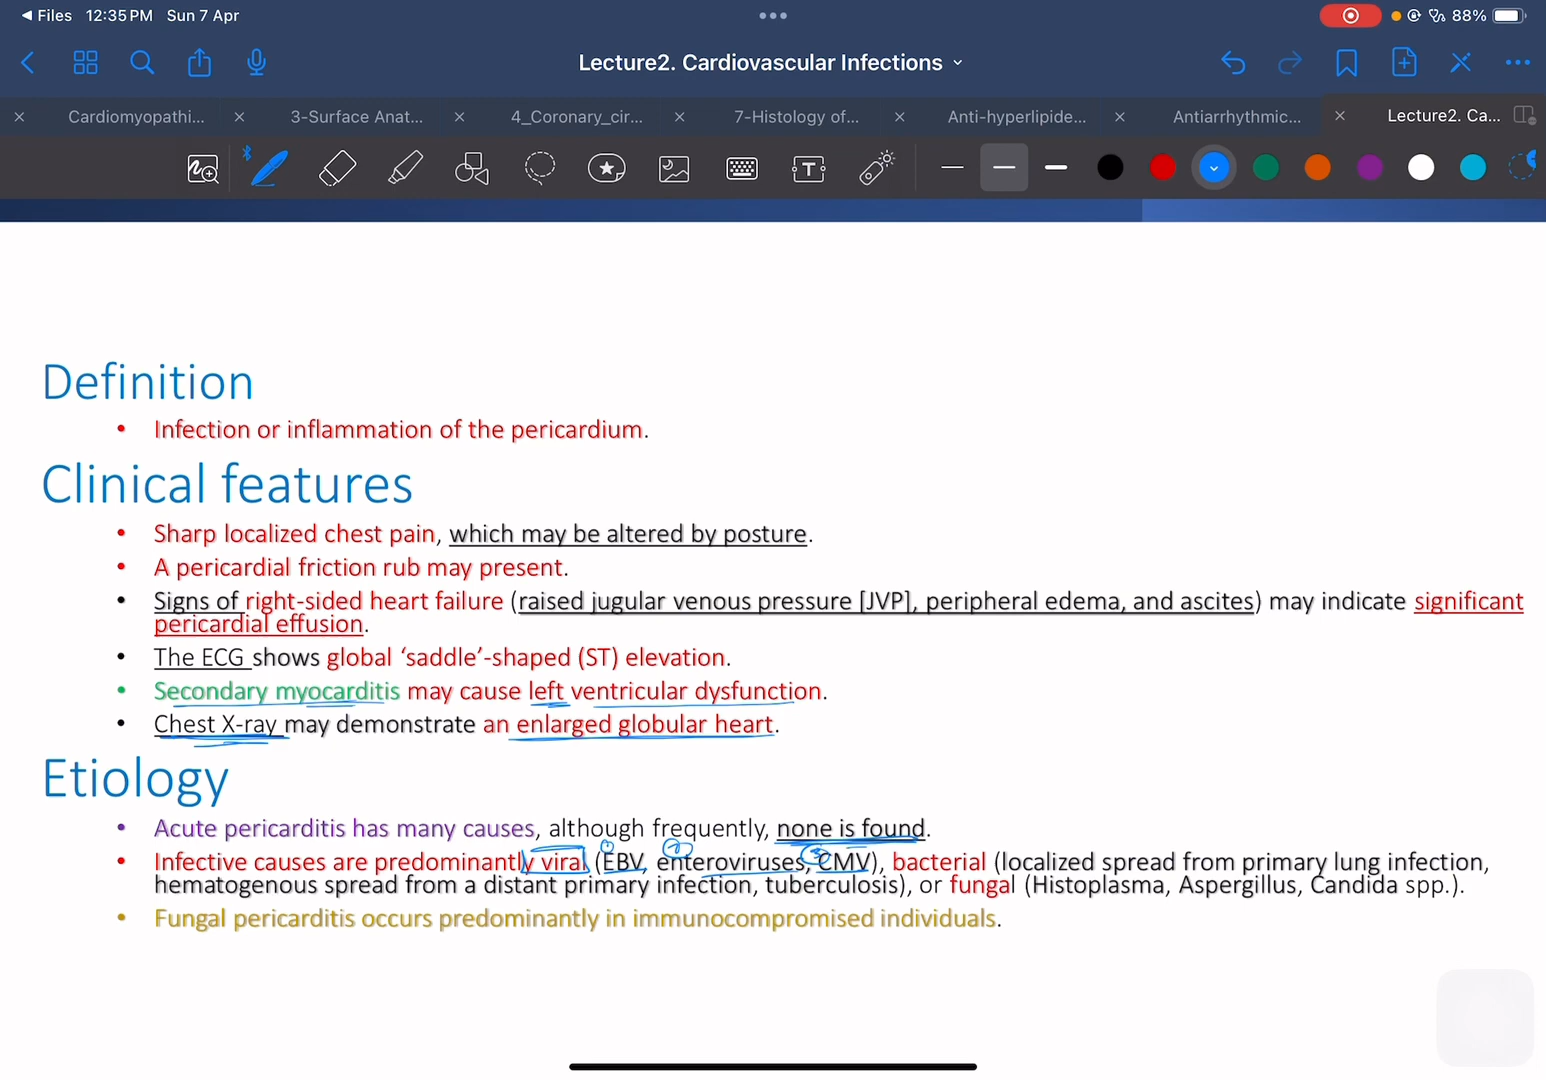 Files 12:35 PM Sun 7 Apr
88%
Lecture2. Cardiovascular Infections
Cardiomyopathi...
3-Surface Anat...
4_Coronary_cir...
7-Histology of...
Anti-hyperlipide...
Antiarrhythmic...
Lecture2. Ca...
T
Definition
• Infection or inflammation of the pericardium.
Clinical features
• Sharp localized chest pain, which may be altered by posture.
• A pericardial friction rub may present.
• Signs of right-sided heart failure (raised jugular venous pressure [JVP], peripheral edema, and ascites) may indicate significant
pericardial effusion.
• The ECG shows global ‘saddle’-shaped (ST) elevation.
• Secondary myocarditis may cause left ventricular dysfunction.
• Chest X-ray may demonstrate an enlarged globular heart.
Etiology
• Acute pericarditis has many causes, although frequently, none is found.
1 2 3
• Infective causes are predominantly viral (EBV, enteroviruses, CMV), bacterial (localized spread from primary lung infection,
hematogenous spread from a distant primary infection, tuberculosis), or fungal (Histoplasma, Aspergillus, Candida spp.).
• Fungal pericarditis occurs predominantly in immunocompromised individuals.